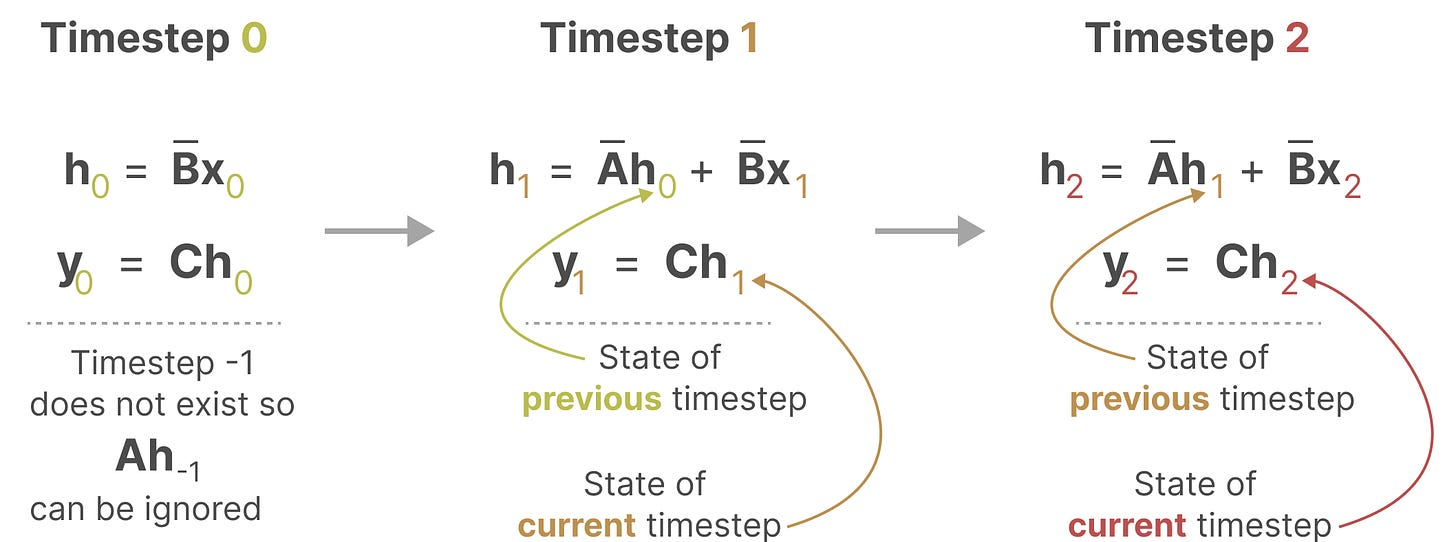 Timestep 0
h₀ = B̅x₀
y₀ = Ch₀
Timestep -1
does not exist so
Ah₋₁
can be ignored
Timestep 1
h₁ = A̅h₀ + B̅x₁
y₁ = Ch₁
State of
previous timestep
State of
current timestep
Timestep 2
h₂ = A̅h₁ + B̅x₂
y₂ = Ch₂
State of
previous timestep
State of
current timestep